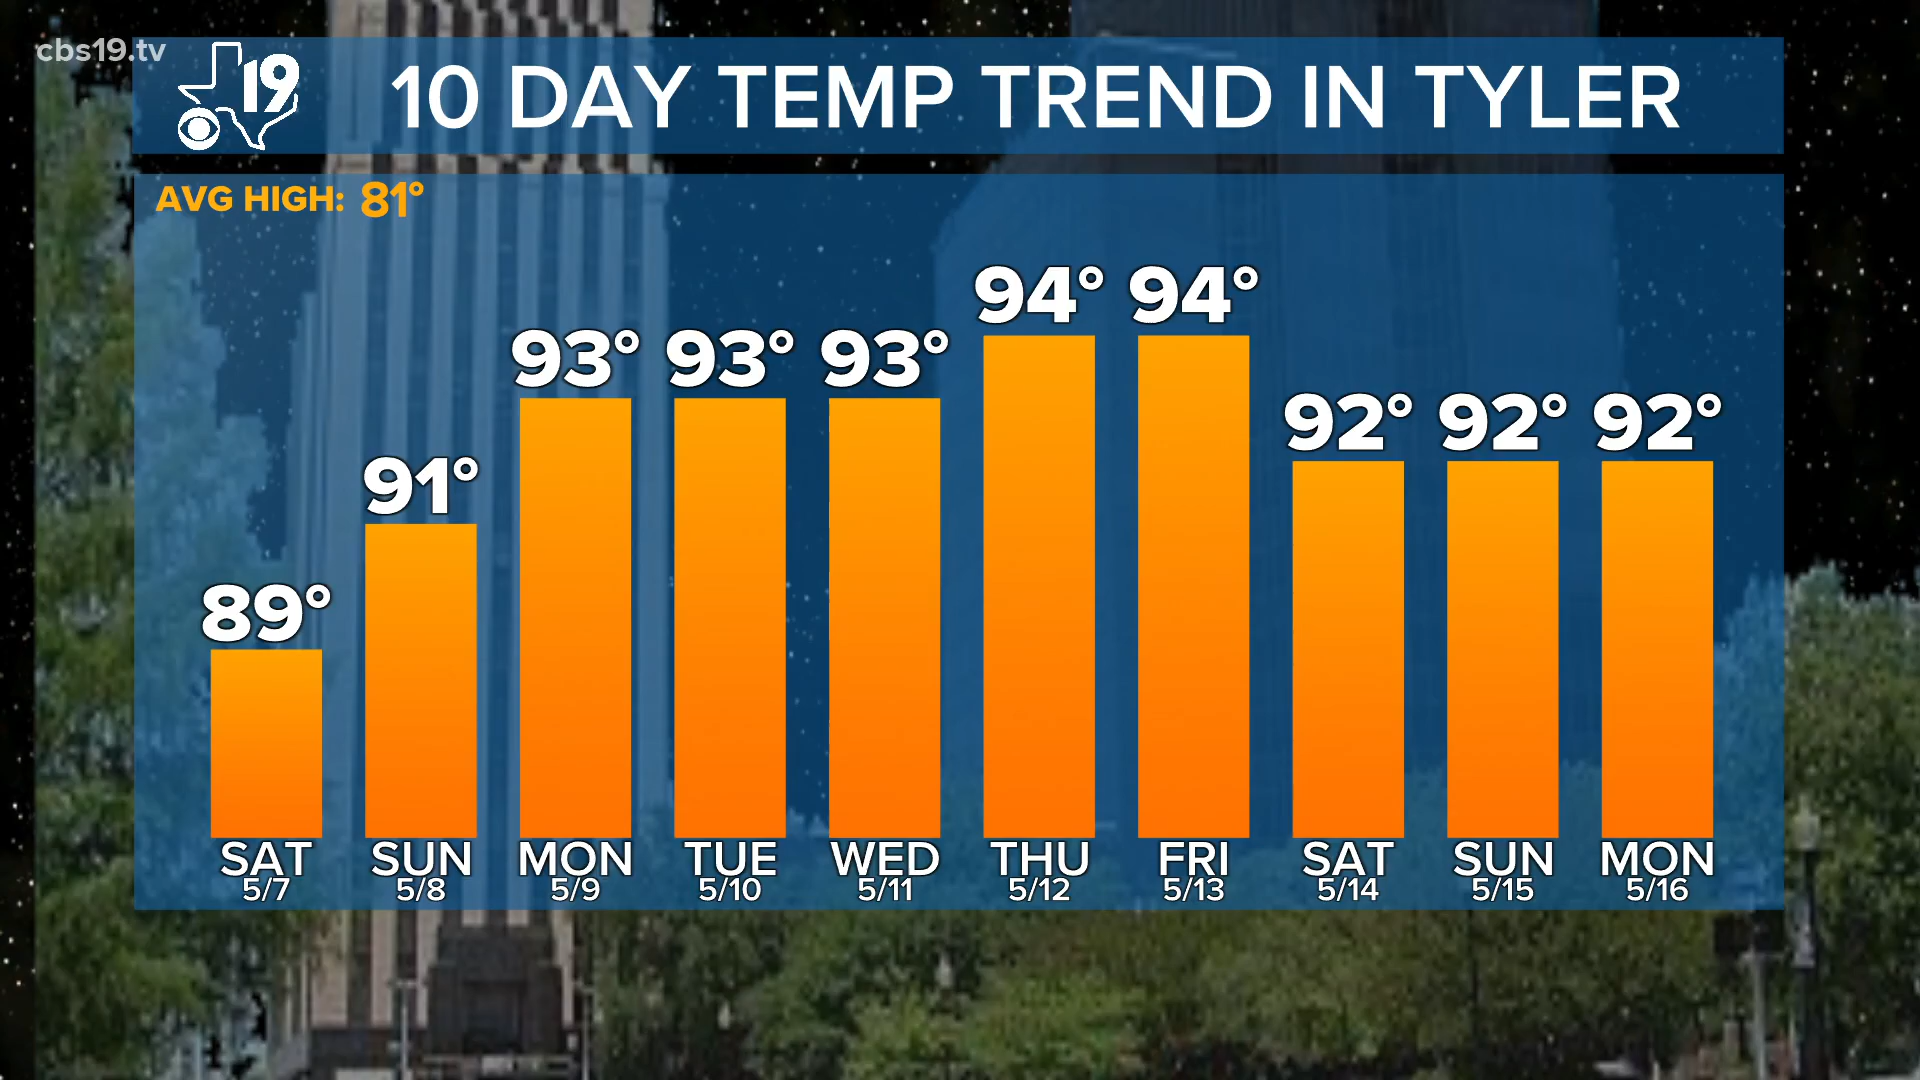 cbs19.tv
19
10 DAY TEMP TREND IN TYLER
AVG HIGH: 81°
89° 91° 93° 93° 93° 94° 94° 92° 92° 92°
SAT SUN MON TUE WED THU FRI SAT SUN MON
5/7 5/8 5/9 5/10 5/11 5/12 5/13 5/14 5/15 5/16